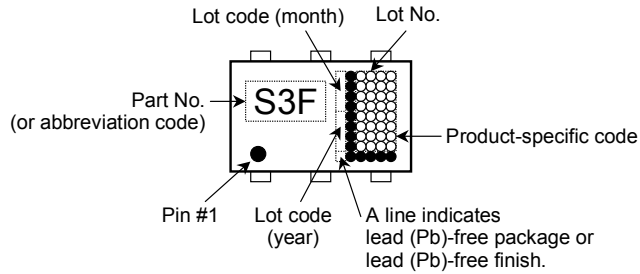 Lot code (month)
Lot No.
Part No.
(or abbreviation code)
S3F
Product-specific code
Pin #1
Lot code
(year)
A line indicates
lead (Pb)-free package or
lead (Pb)-free finish.